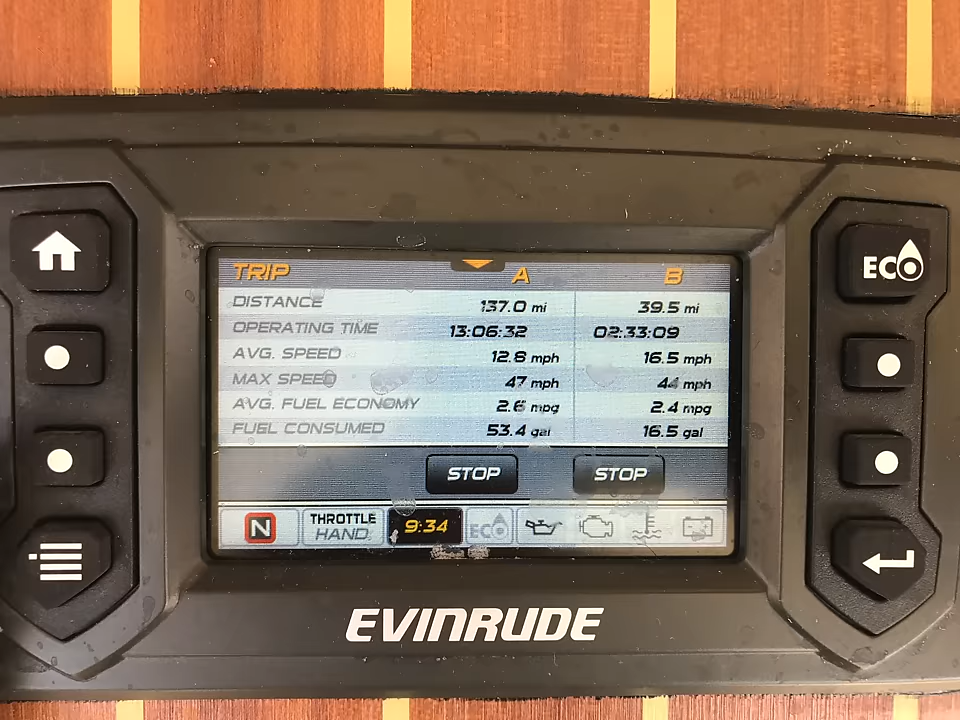 TRIP A B
DISTANCE 137.0 mi 39.5 mi
OPERATING TIME 13:06:32 02:33:09
AVG. SPEED 12.8 mph 16.5 mph
MAX SPEED 47 mph 44 mph
AVG. FUEL ECONOMY 2.6 mpg 2.4 mpg
FUEL CONSUMED 53.4 gal 16.5 gal
STOP STOP
N THROTTLE HAND 9:34 ECO
ECO
EVINRUDE